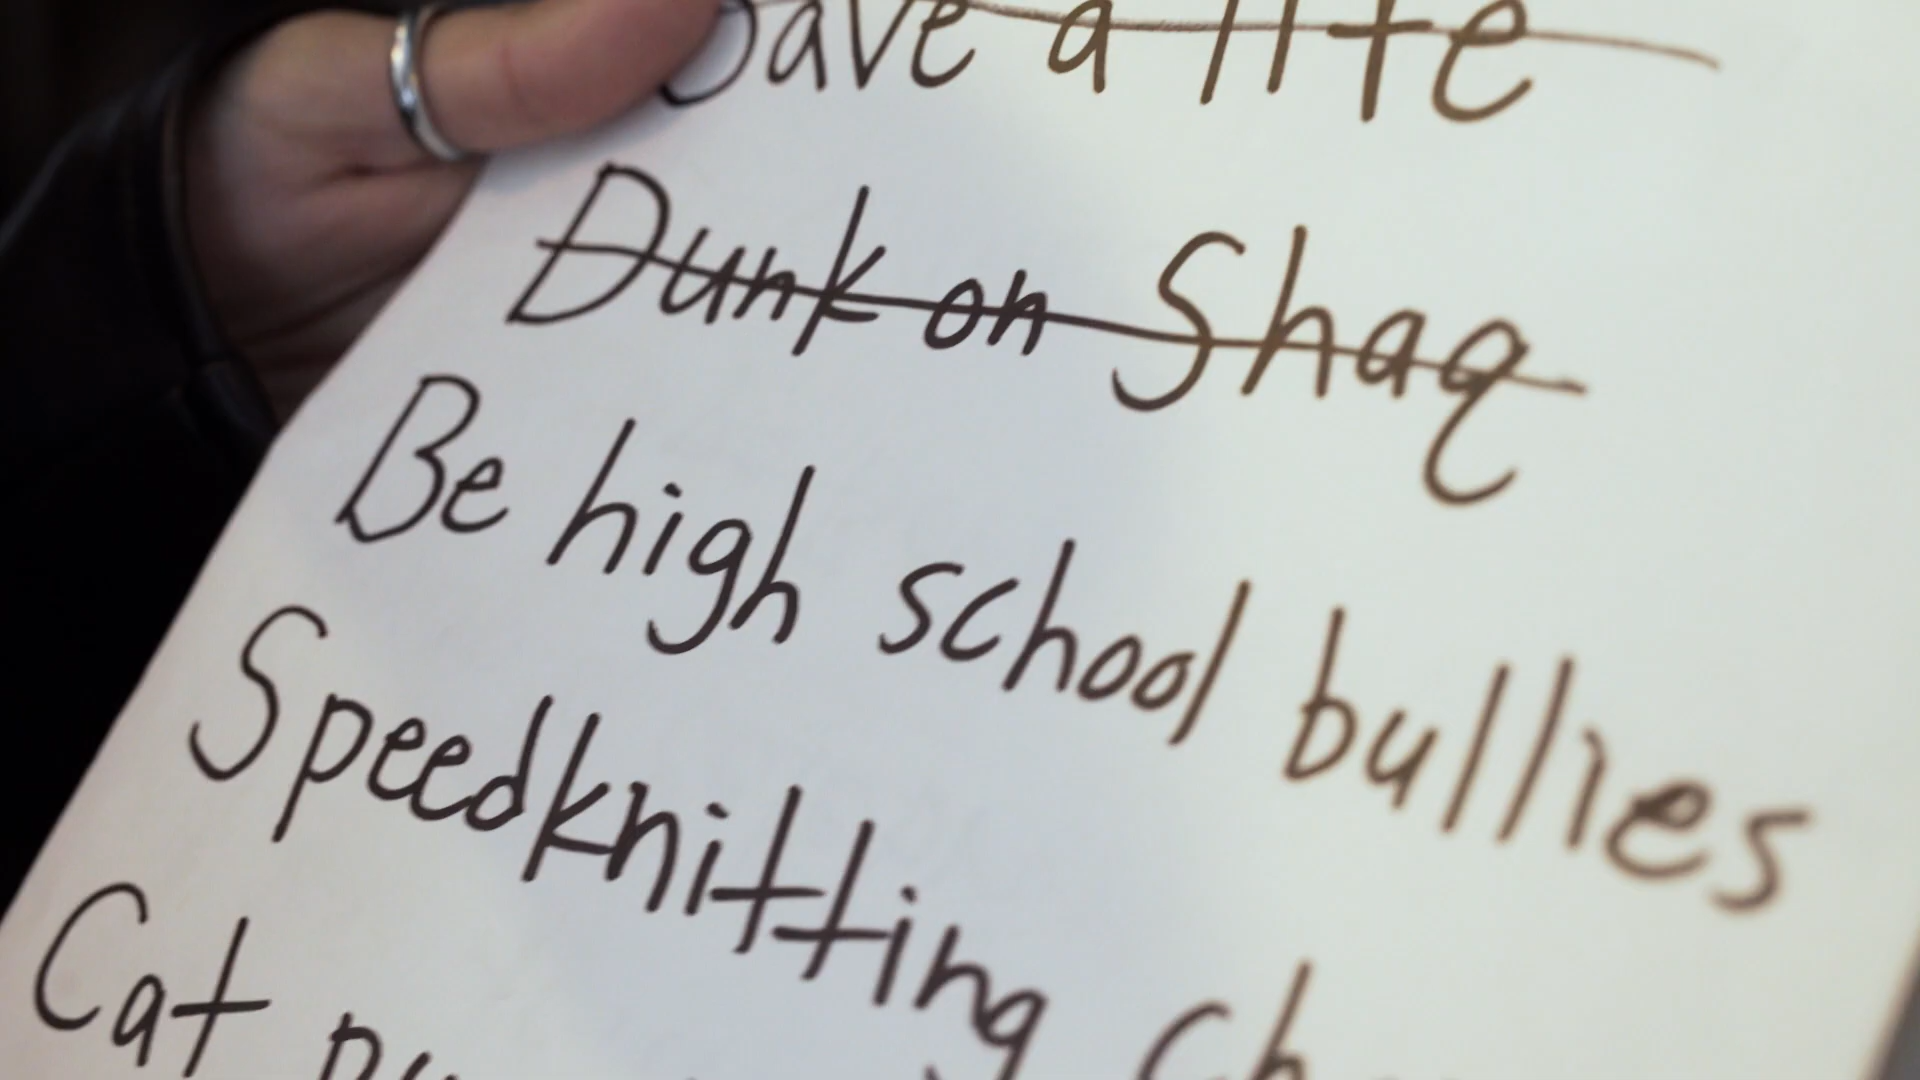 Save a life
Dunk on Shaq
Be high school bullies
Speedknitting
Cat